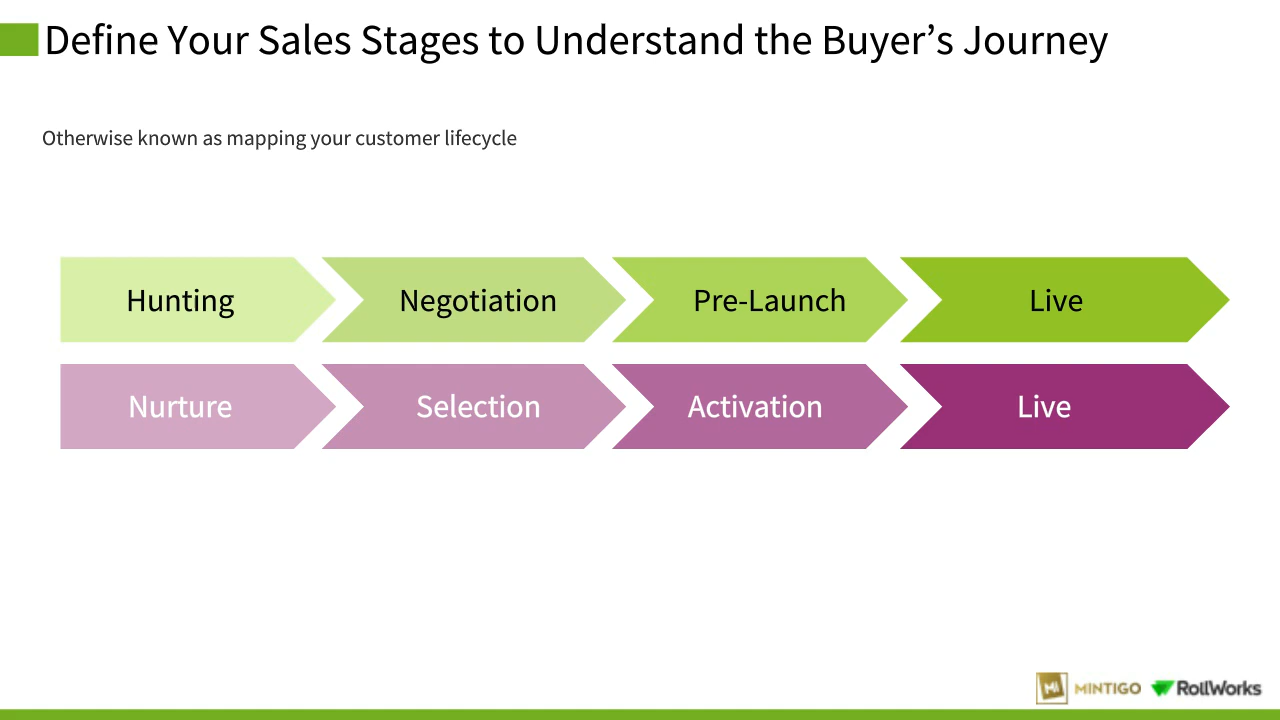 Define Your Sales Stages to Understand the Buyer’s Journey
Otherwise known as mapping your customer lifecycle
Hunting
Negotiation
Pre-Launch
Live
Nurture
Selection
Activation
Live
Mi MINTIGO
RollWorks